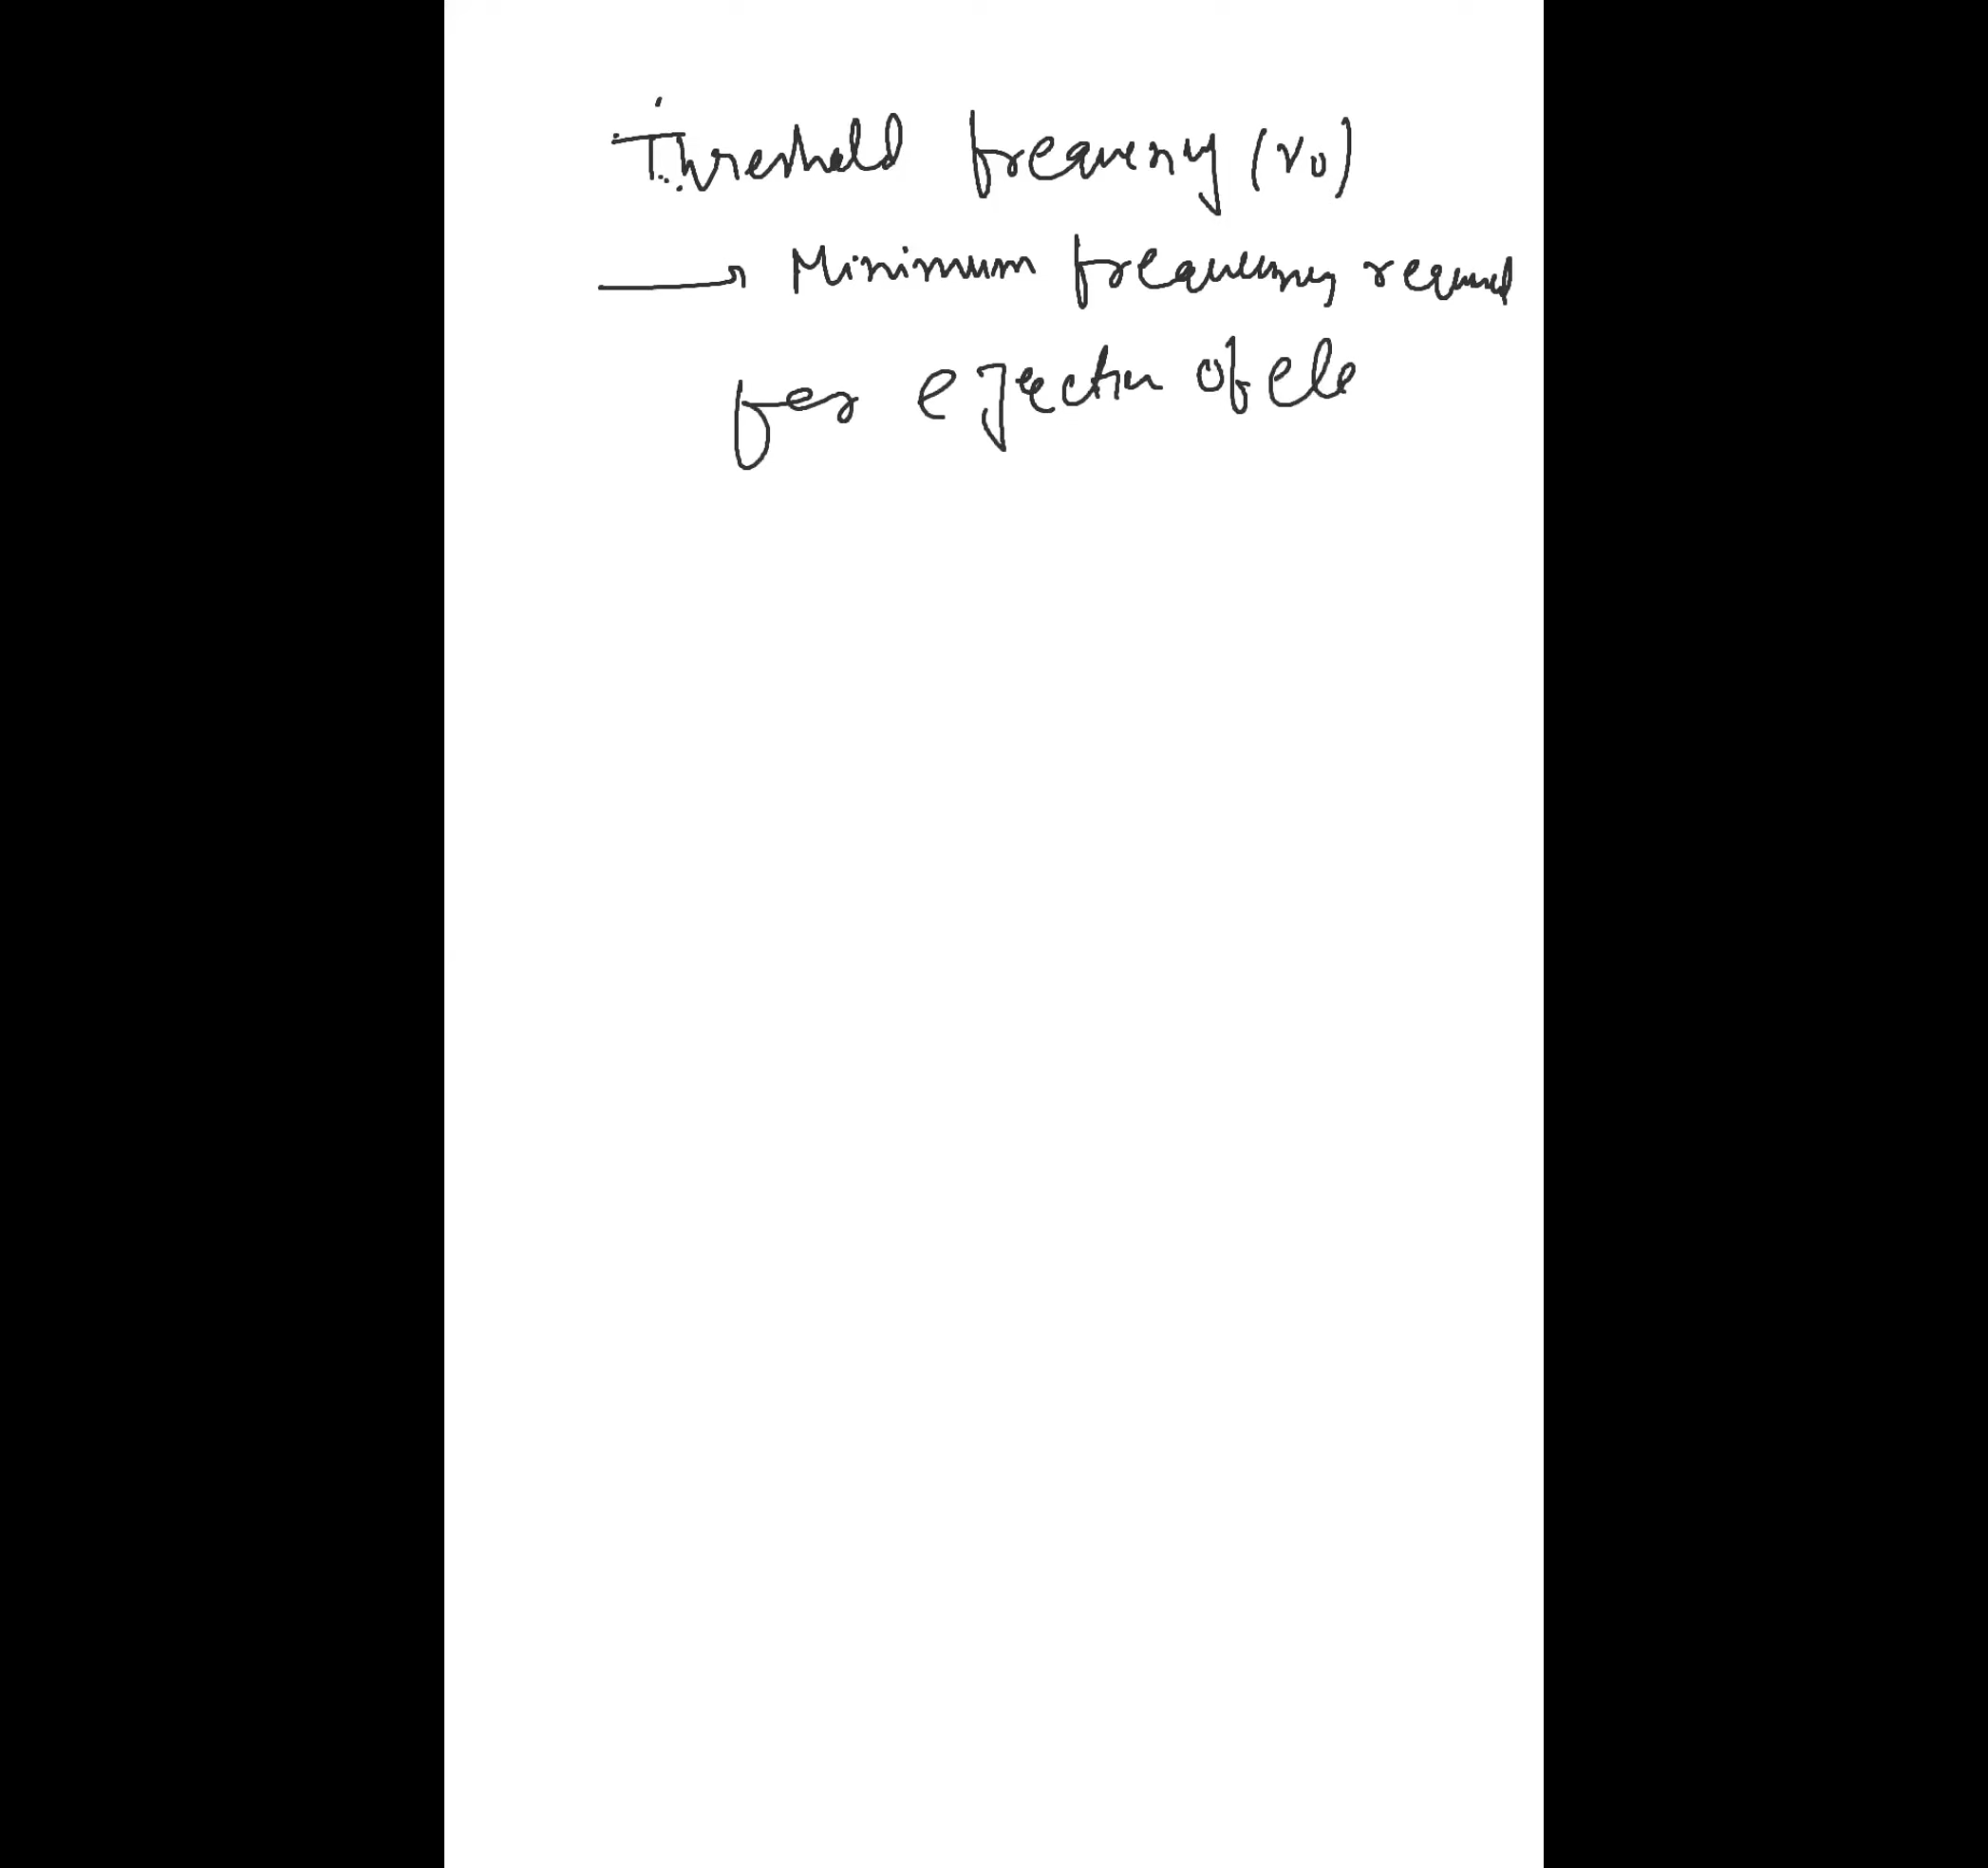 Threshold frequency (ν0)
→ Minimum frequency required
for ejection of ele